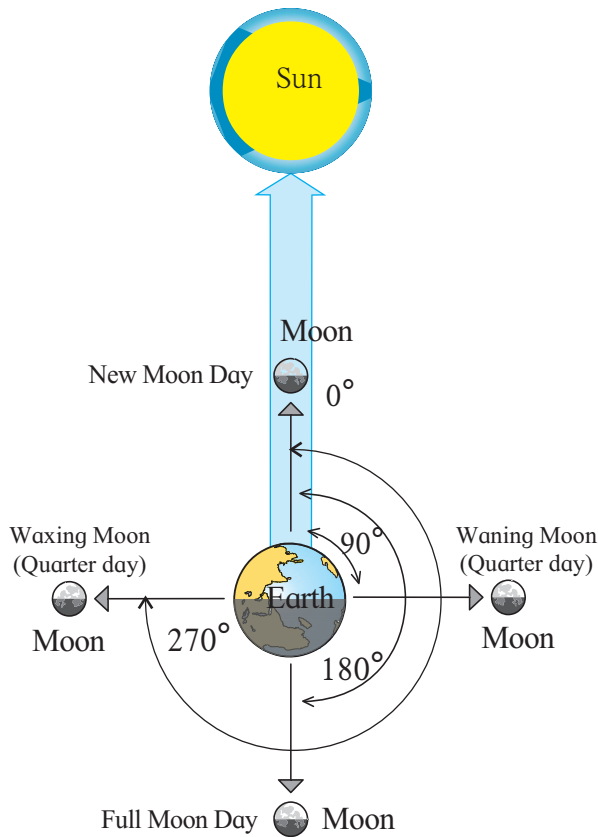 Sun
Moon
New Moon Day
0°
Waxing Moon
(Quarter day)
Moon
90°
Waning Moon
(Quarter day)
Moon
Earth
270°
180°
Full Moon Day
Moon